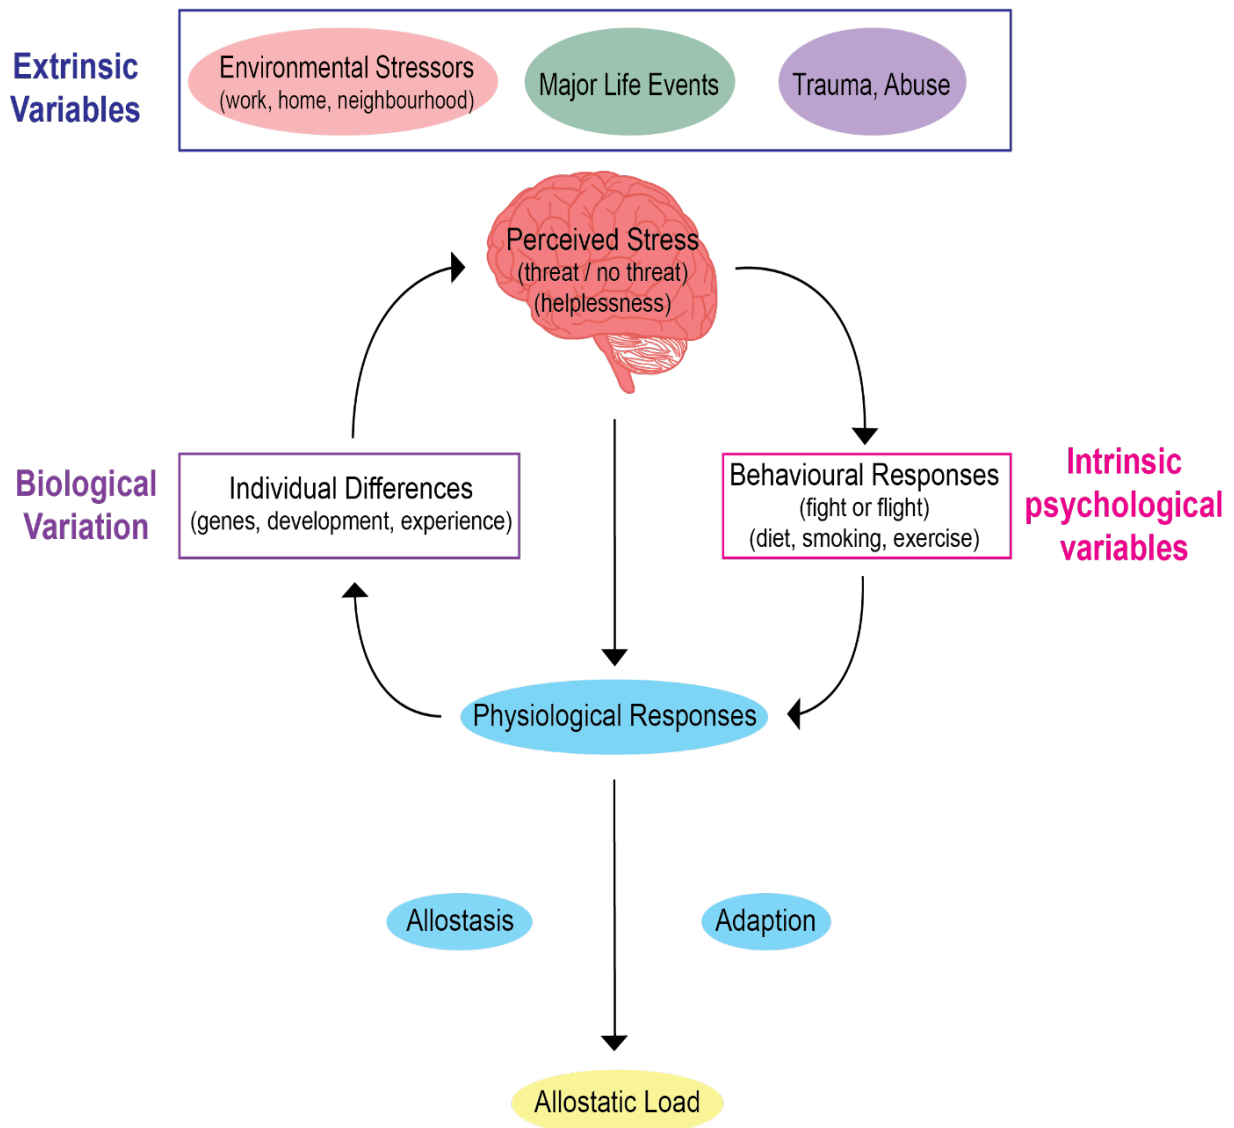 Extrinsic
Variables
Environmental Stressors
(work, home, neighbourhood)
Major Life Events
Trauma, Abuse
Perceived Stress
(threat / no threat)
(helplessness)
Biological
Variation
Individual Differences
(genes, development, experience)
Behavioural Responses
(fight or flight)
(diet, smoking, exercise)
Intrinsic
psychological
variables
Physiological Responses
Allostasis
Adaption
Allostatic Load